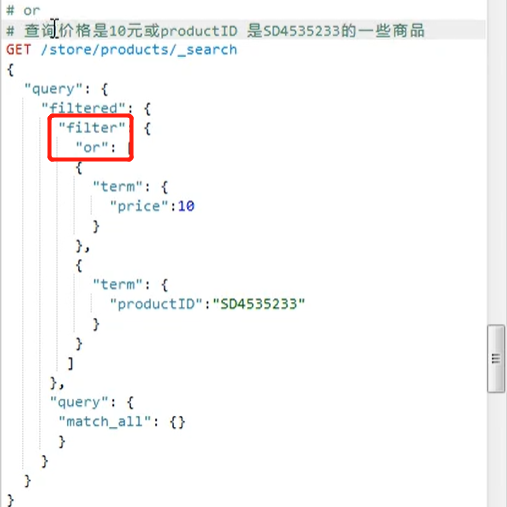 # or
# 查询价格是10元或productID 是SD4535233的一些商品
GET /store/products/_search
{
"query": {
"filtered": {
"filter": {
"or": [
{
"term": {
"price":10
}
},
{
"term": {
"productID":"SD4535233"
}
}
]
},
"query": {
"match_all": {}
}
}
}
}